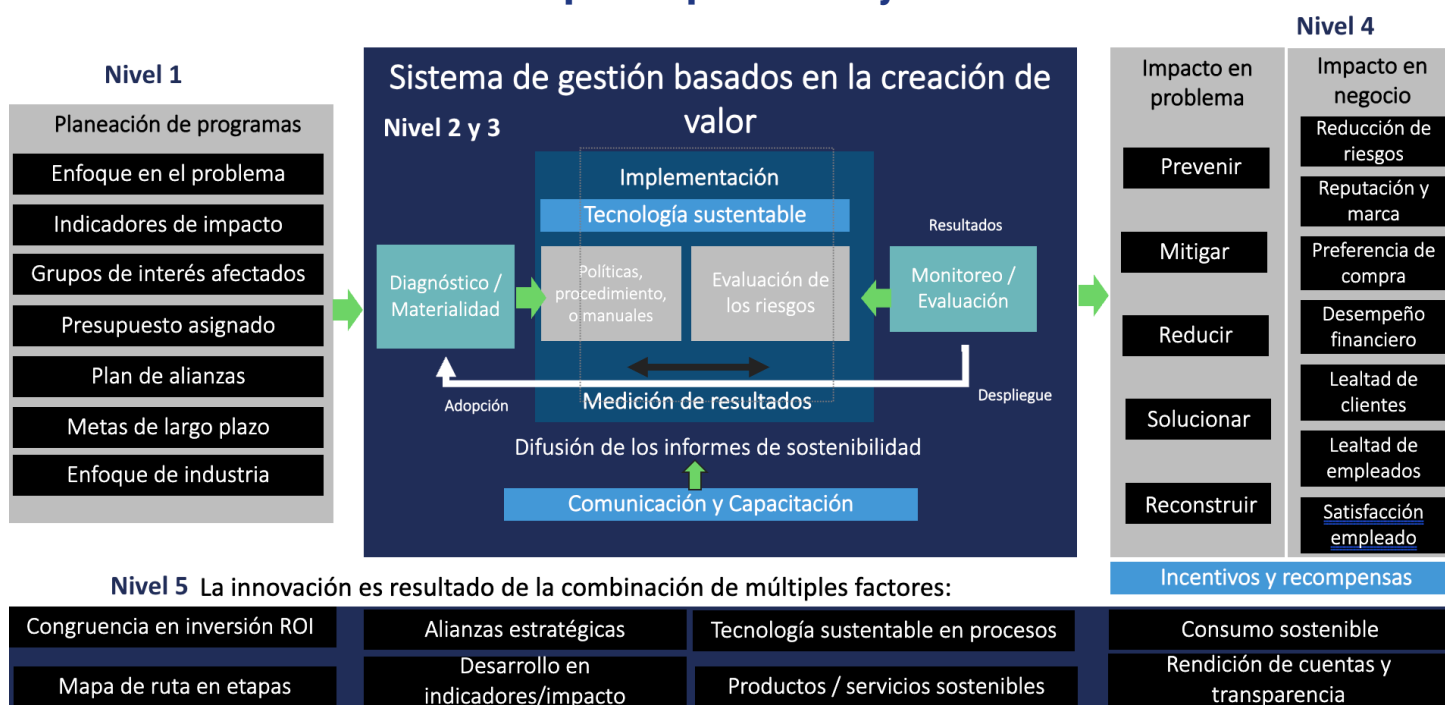 Nivel 4
Nivel 1
Planeación de programas
Enfoque en el problema
Indicadores de impacto
Grupos de interés afectados
Presupuesto asignado
Plan de alianzas
Metas de largo plazo
Enfoque de industria
Sistema de gestión basados en la creación de
valor
Nivel 2 y 3
Implementación
Tecnología sustentable
Diagnóstico /
Materialidad
Políticas,
procedimiento,
o manuales
Evaluación de
los riesgos
Resultados
Monitoreo /
Evaluación
Adopción
Despliegue
Medición de resultados
Difusión de los informes de sostenibilidad
Comunicación y Capacitación
Impacto en
problema
Prevenir
Mitigar
Reducir
Solucionar
Reconstruir
Impacto en
negocio
Reducción de
riesgos
Reputación y
marca
Preferencia de
compra
Desempeño
financiero
Lealtad de
clientes
Lealtad de
empleados
Satisfacción
empleado
Incentivos y recompensas
Nivel 5 La innovación es resultado de la combinación de múltiples factores:
Congruencia en inversión ROI
Alianzas estratégicas
Tecnología sustentable en procesos
Consumo sostenible
Mapa de ruta en etapas
Desarrollo en
indicadores/impacto
Productos / servicios sostenibles
Rendición de cuentas y
transparencia